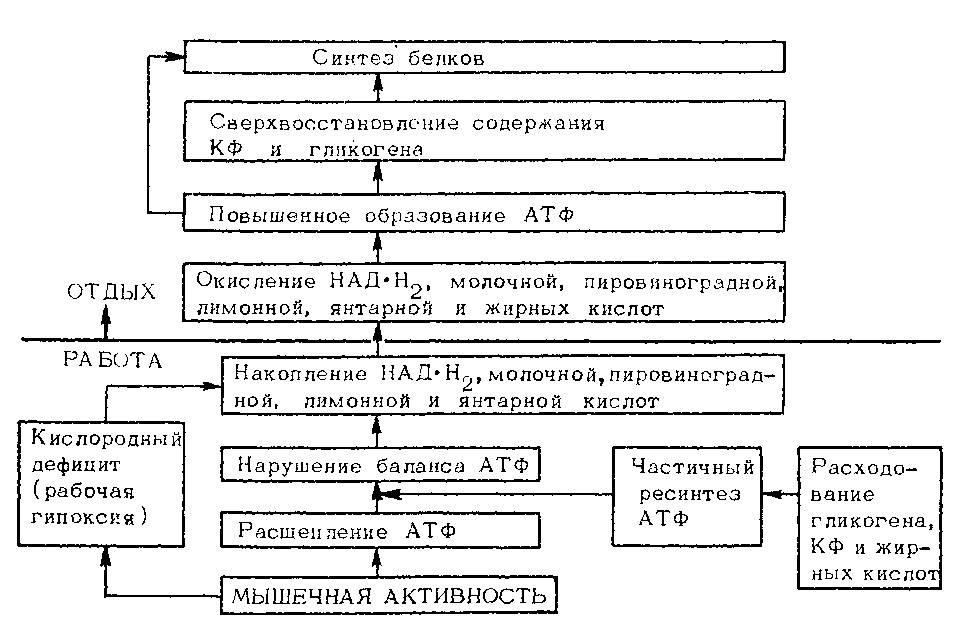 Синтез белков
Сверхвосстановление содержания
КФ и гликогена
Повышенное образование АТФ
Окисление НАД·Н2, молочной, пировиноградной,
лимонной, янтарной и жирных кислот
ОТДЫХ
РАБОТА
Накопление НАД·Н2, молочной, пировиноград-
ной, лимонной и янтарной кислот
Кислородный
дефицит
(рабочая
гипоксия)
Нарушение баланса АТФ
Частичный
ресинтез
АТФ
Расходо-
вание
гликогена,
КФ и жир-
ных кислот
Расшепление АТФ
МЫШЕЧНАЯ АКТИВНОСТЬ